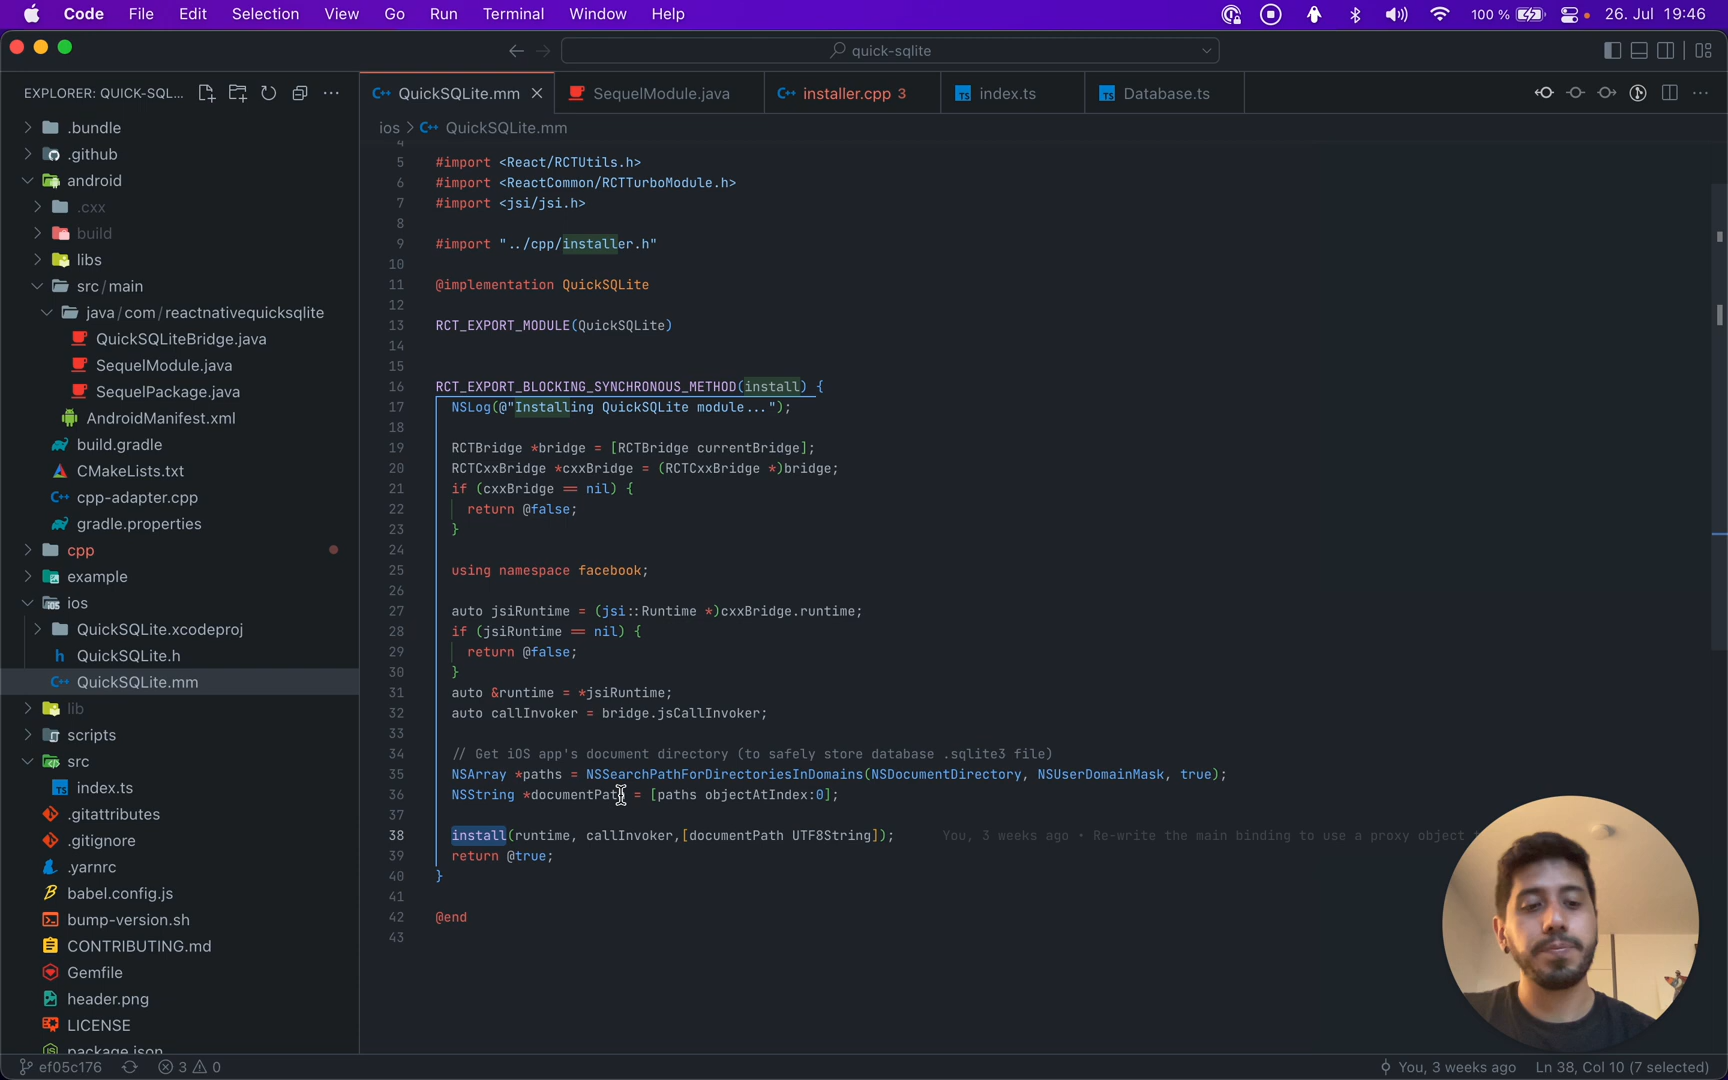 Code File Edit Selection View Go Run Terminal Window Help
100 % 26. Jul 19:46
quick-sqlite
EXPLORER: QUICK-SQL...
QuickSQLite.mm
SequelModule.java
installer.cpp 3
index.ts
Database.ts
ios > QuickSQLite.mm
.bundle
.github
android
.cxx
build
libs
src/main
java/com/reactnativequicksqlite
QuickSQLiteBridge.java
SequelModule.java
SequelPackage.java
AndroidManifest.xml
build.gradle
CMakeLists.txt
cpp-adapter.cpp
gradle.properties
cpp
example
ios
QuickSQLite.xcodeproj
QuickSQLite.h
QuickSQLite.mm
lib
scripts
src
index.ts
.gitattributes
.gitignore
.yarnrc
babel.config.js
bump-version.sh
CONTRIBUTING.md
Gemfile
header.png
LICENSE
package.json
4
5 #import <React/RCTUtils.h>
6 #import <ReactCommon/RCTTurboModule.h>
7 #import <jsi/jsi.h>
8
9 #import "../cpp/installer.h"
10
11 @implementation QuickSQLite
12
13 RCT_EXPORT_MODULE(QuickSQLite)
14
15
16 RCT_EXPORT_BLOCKING_SYNCHRONOUS_METHOD(install) {
17 NSLog(@"Installing QuickSQLite module...");
18
19 RCTBridge *bridge = [RCTBridge currentBridge];
20 RCTCxxBridge *cxxBridge = (RCTCxxBridge *)bridge;
21 if (cxxBridge == nil) {
22 return @false;
23 }
24
25 using namespace facebook;
26
27 auto jsiRuntime = (jsi::Runtime *)cxxBridge.runtime;
28 if (jsiRuntime == nil) {
29 return @false;
30 }
31 auto &runtime = *jsiRuntime;
32 auto callInvoker = bridge.jsCallInvoker;
33
34 // Get iOS app's document directory (to safely store database .sqlite3 file)
35 NSArray *paths = NSSearchPathForDirectoriesInDomains(NSDocumentDirectory, NSUserDomainMask, true);
36 NSString *documentPath = [paths objectAtIndex:0];
37
38 install(runtime, callInvoker,[documentPath UTF8String]); You, 3 weeks ago • Re-write the main binding to use a proxy object
39 return @true;
40 }
41
42 @end
43
ef05c176 3 0
You, 3 weeks ago Ln 38, Col 10 (7 selected)